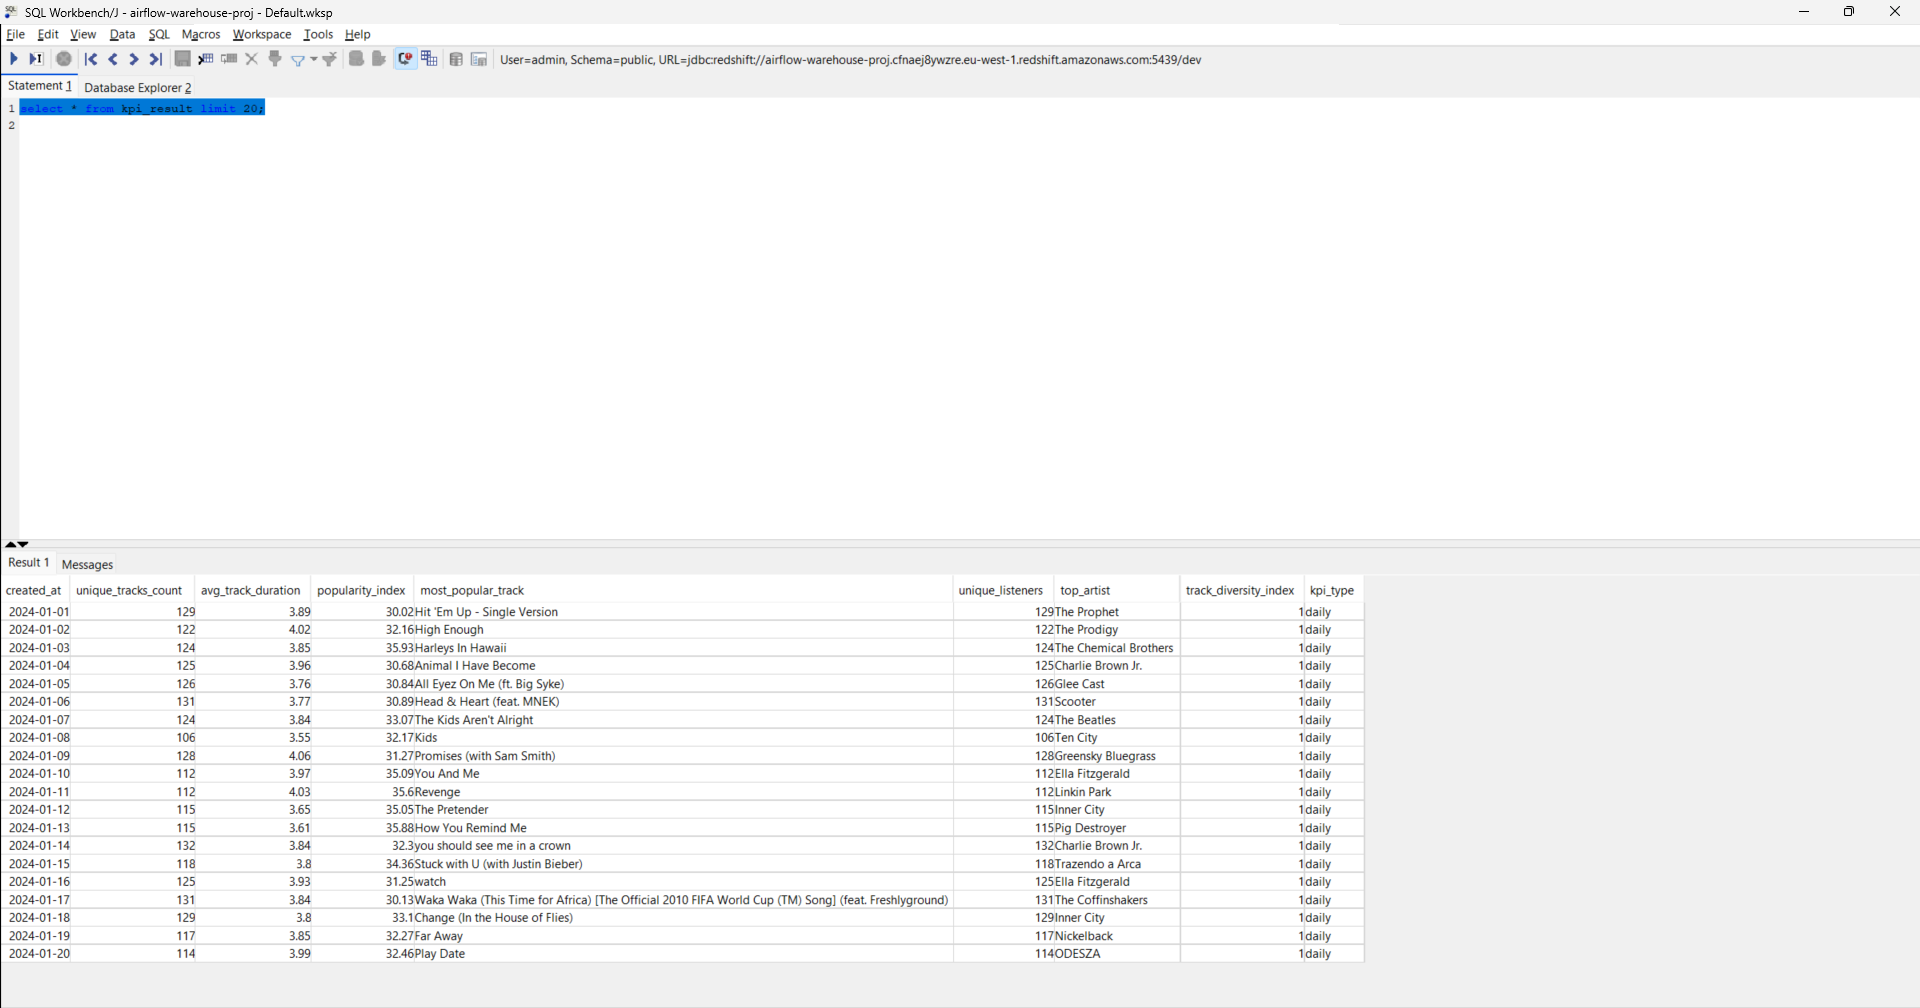 SQL Workbench/J - airflow-warehouse-proj - Default.wksp
File Edit View Data SQL Macros Workspace Tools Help
User=admin, Schema=public, URL=jdbc:redshift://airflow-warehouse-proj.cfnaej8ywzre.eu-west-1.redshift.amazonaws.com:5439/dev
Statement 1 Database Explorer 2
1 select * from kpi_result limit 20;
2
Result 1 Messages
created_at unique_tracks_count avg_track_duration popularity_index most_popular_track unique_listeners top_artist track_diversity_index kpi_type
2024-01-01 129 3.89 30.02 Hit 'Em Up - Single Version 129 The Prophet 1 daily
2024-01-02 122 4.02 32.16 High Enough 122 The Prodigy 1 daily
2024-01-03 124 3.85 35.93 Harleys In Hawaii 124 The Chemical Brothers 1 daily
2024-01-04 125 3.96 30.68 Animal I Have Become 125 Charlie Brown Jr. 1 daily
2024-01-05 126 3.76 30.84 All Eyez On Me (ft. Big Syke) 126 Glee Cast 1 daily
2024-01-06 131 3.77 30.89 Head & Heart (feat. MNEK) 131 Scooter 1 daily
2024-01-07 124 3.84 33.07 The Kids Aren't Alright 124 The Beatles 1 daily
2024-01-08 106 3.55 32.17 Kids 106 Ten City 1 daily
2024-01-09 128 4.06 31.27 Promises (with Sam Smith) 128 Greensky Bluegrass 1 daily
2024-01-10 112 3.97 35.09 You And Me 112 Ella Fitzgerald 1 daily
2024-01-11 112 4.03 35.6 Revenge 112 Linkin Park 1 daily
2024-01-12 115 3.65 35.05 The Pretender 115 Inner City 1 daily
2024-01-13 115 3.61 35.88 How You Remind Me 115 Pig Destroyer 1 daily
2024-01-14 132 3.84 32.3 you should see me in a crown 132 Charlie Brown Jr. 1 daily
2024-01-15 118 3.8 34.36 Stuck with U (with Justin Bieber) 118 Trazendo a Arca 1 daily
2024-01-16 125 3.93 31.25 watch 125 Ella Fitzgerald 1 daily
2024-01-17 131 3.84 30.13 Waka Waka (This Time for Africa) [The Official 2010 FIFA World Cup (TM) Song] (feat. Freshlyground) 131 The Coffinshakers 1 daily
2024-01-18 129 3.8 33.1 Change (In the House of Flies) 129 Inner City 1 daily
2024-01-19 117 3.85 32.27 Far Away 117 Nickelback 1 daily
2024-01-20 114 3.99 32.46 Play Date 114 ODESZA 1 daily